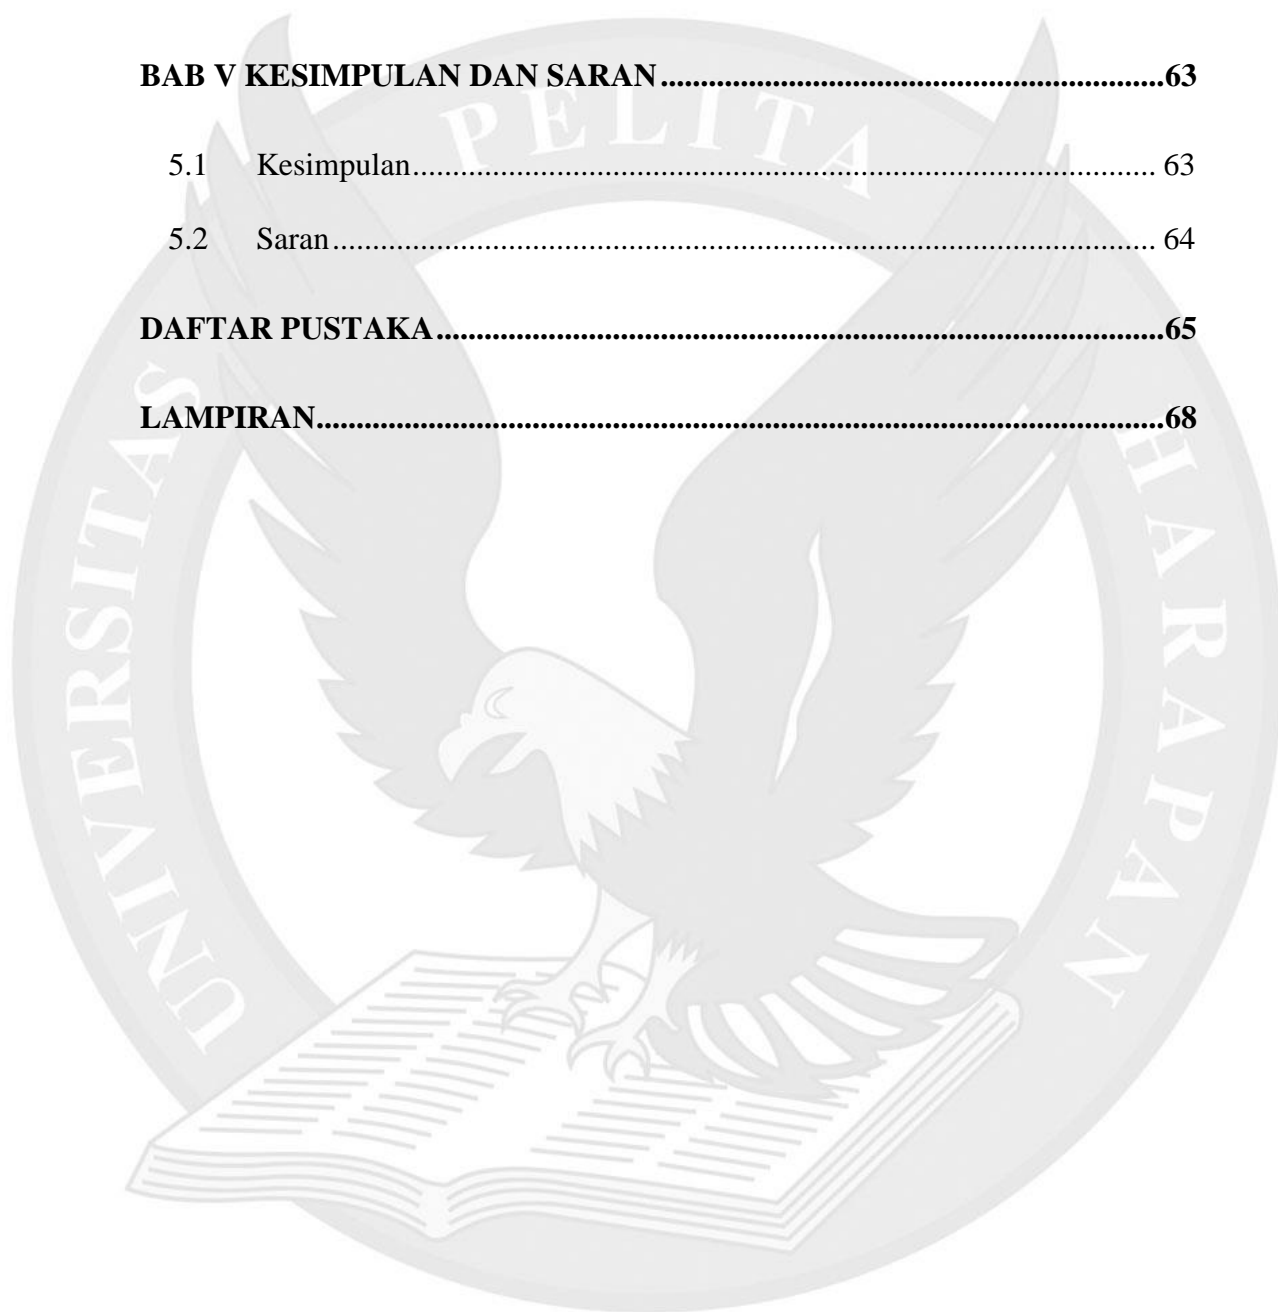 BAB V KESIMPULAN DAN SARAN................................................................63
5.1 Kesimpulan............................................................................................. 63
5.2 Saran....................................................................................................... 64
DAFTAR PUSTAKA...........................................................................................65
LAMPIRAN..........................................................................................................68
UNIVERSITAS PELITA HARAPAN